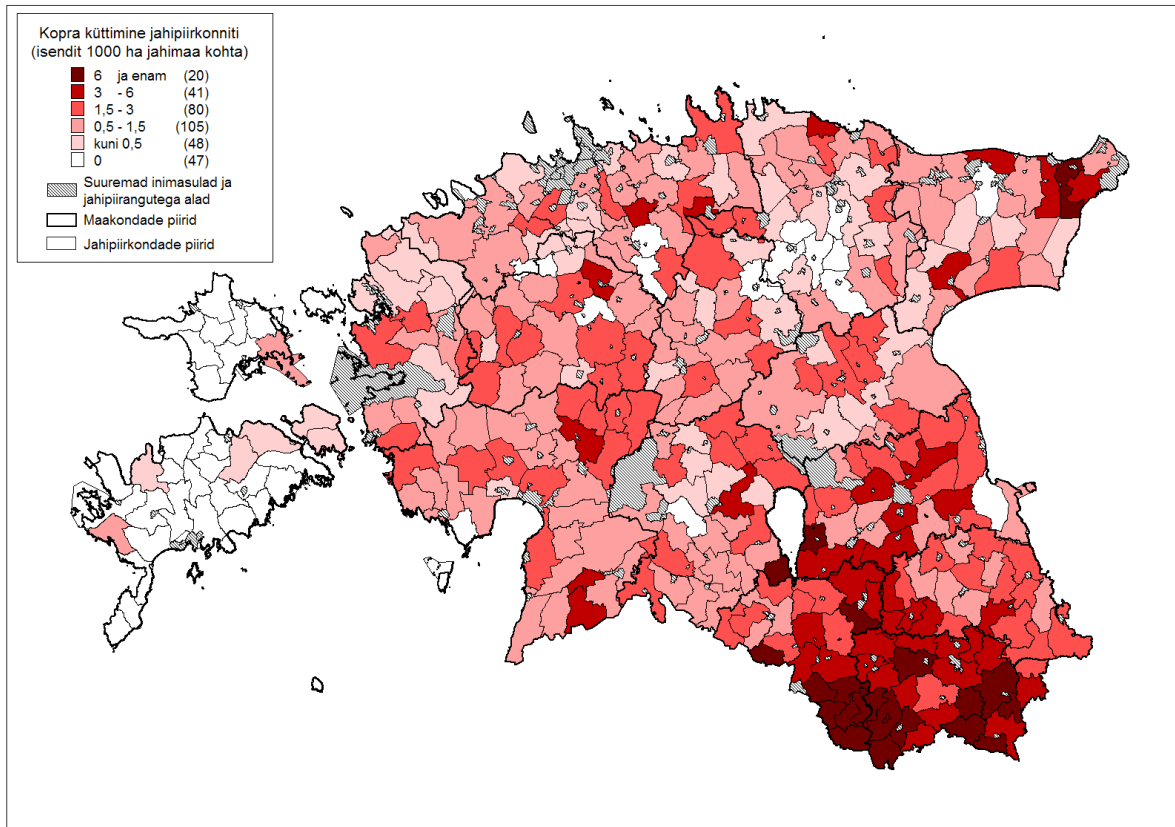 Kopra küttimine jahipiirkonniti
(isendit 1000 ha jahimaa kohta)
6 ja enam (20)
3 - 6 (41)
1,5 - 3 (80)
0,5 - 1,5 (105)
kuni 0,5 (48)
0 (47)
Suuremad inimasulad ja
jahipiirangutega alad
Maakondade piirid
Jahipiirkondade piirid